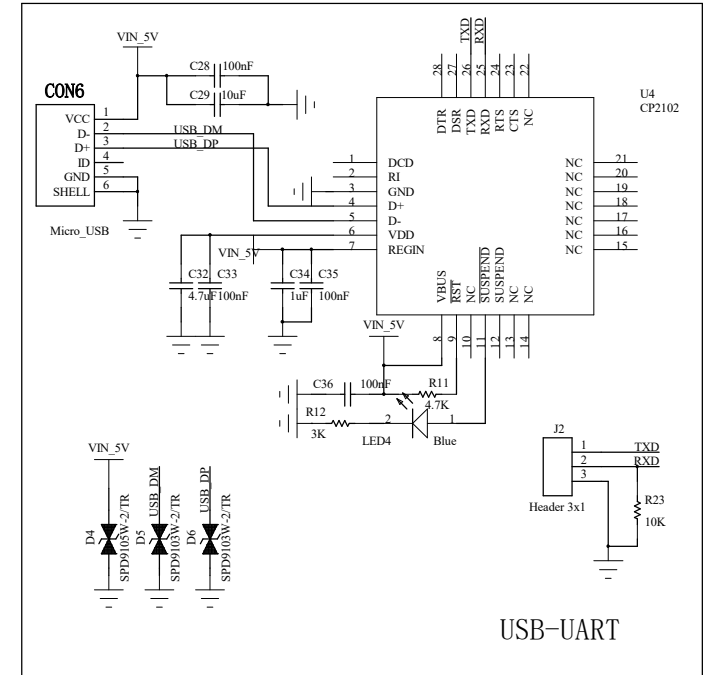 TXD
RXD
VIN_5V
C28 100nF
C29 10uF
28
27
26
25
24
23
22
U4
CP2102
CON6
VCC 1
D- 2
D+ 3
ID 4
GND 5
SHELL 6
Micro_USB
USB_DM
USB_DP
DTR
DSR
TXD
RXD
RTS
CTS
NC
1 DCD
2 RI
3 GND
4 D+
5 D-
6 VDD
7 REGIN
NC 21
NC 20
NC 19
NC 18
NC 17
NC 16
NC 15
VIN_5V
C32 C33
4.7uF 100nF
C34 C35
1uF 100nF
VBUS
RST
NC
SUSPEND
SUSPEND
NC
NC
8
9
10
11
12
13
14
VIN_5V
C36 100nF
R11
4.7K
R12
3K
2
1
LED4 Blue
J2
1 TXD
2 RXD
3
Header 3x1
R23
10K
VIN_5V
USB_DM
USB_DP
D4
SPD9105W-2/TR
D5
SPD9103W-2/TR
D6
SPD9103W-2/TR
USB-UART